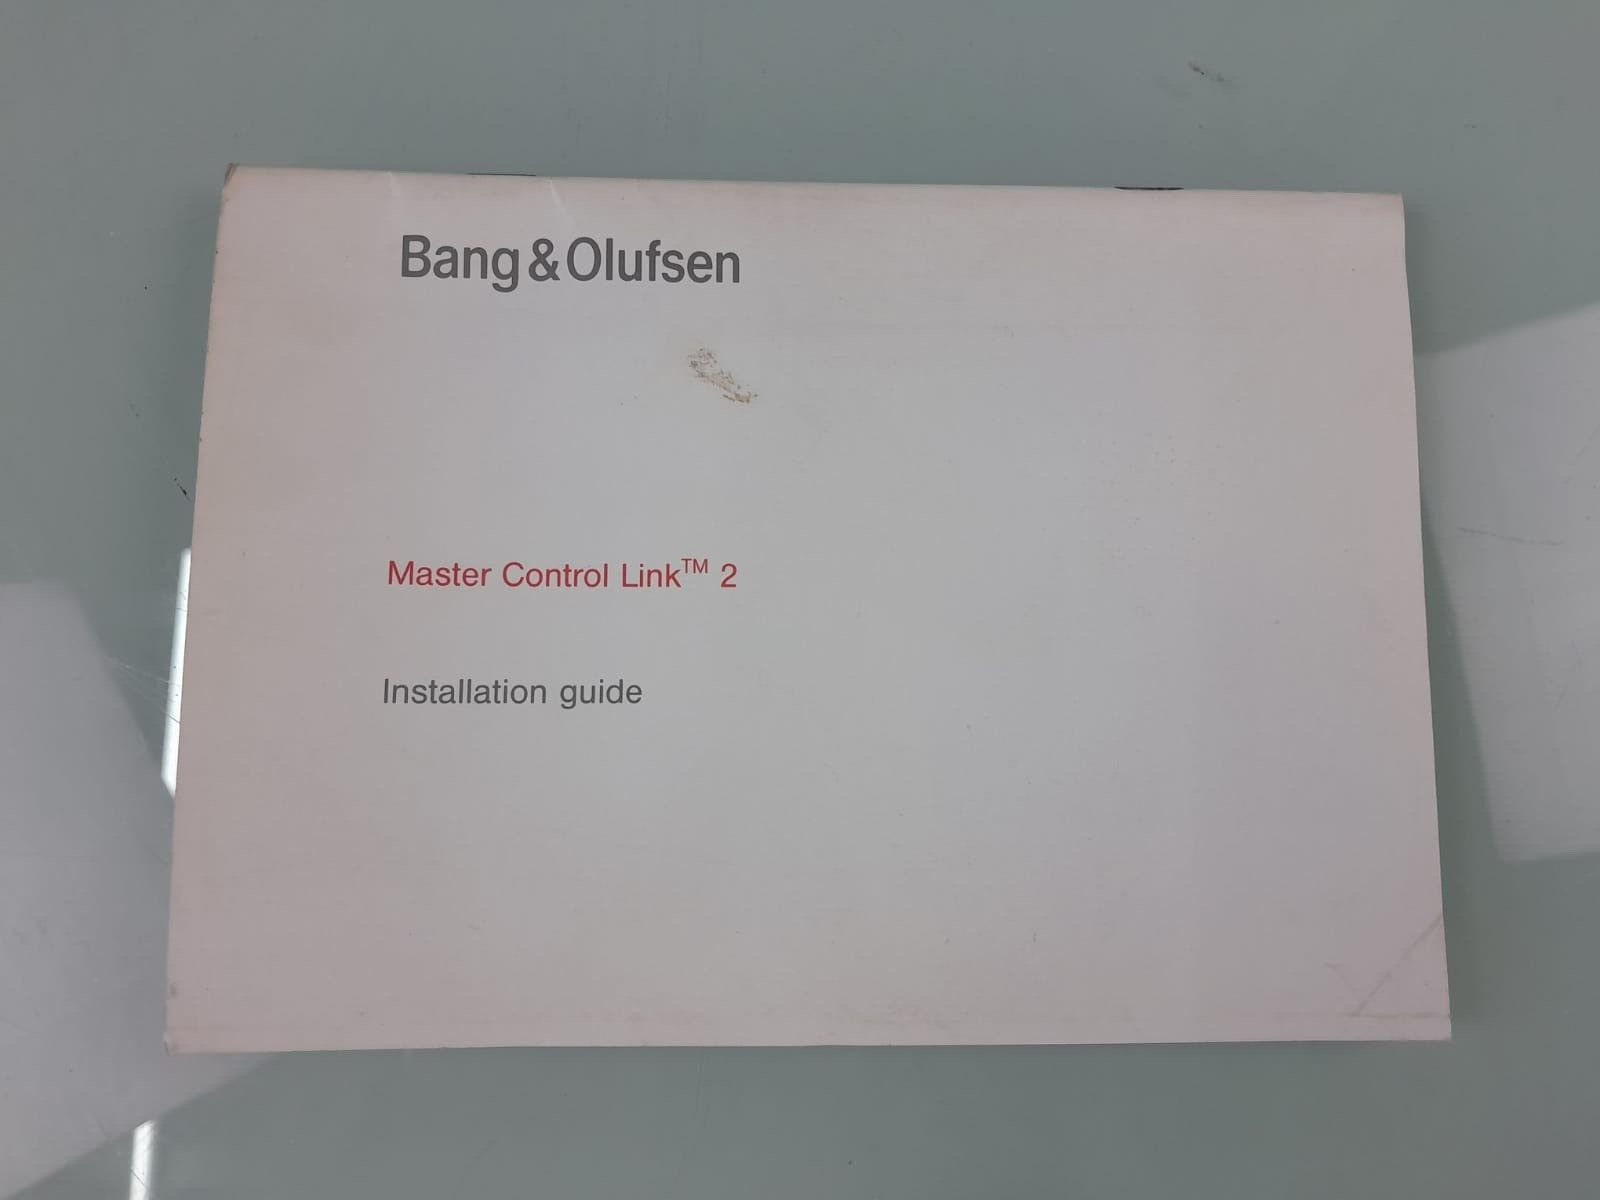 Bang & Olufsen
Master Control Link™ 2
Installation guide